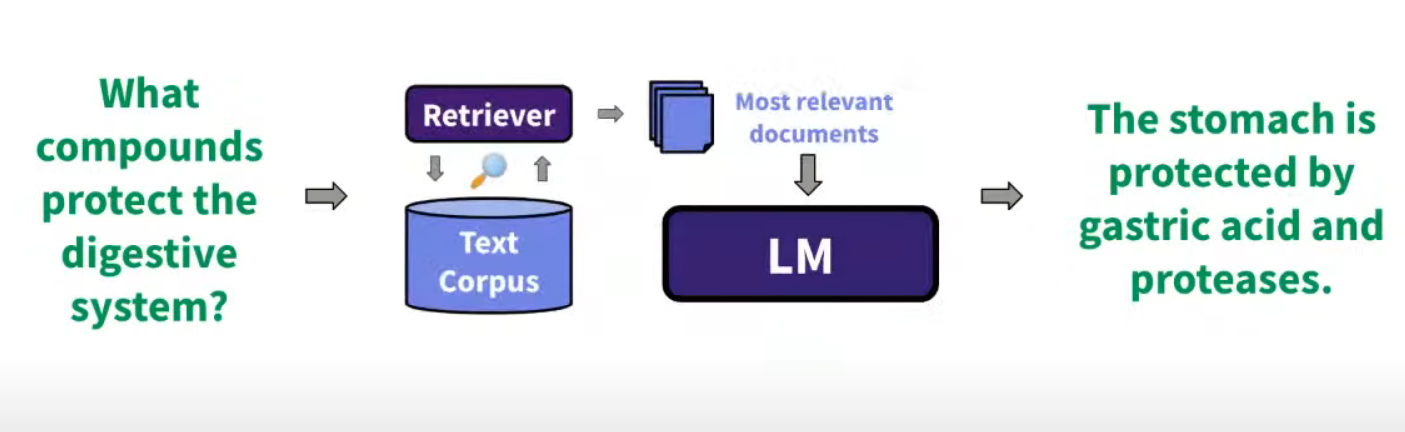 What
compounds
protect the
digestive
system?
Retriever
Text
Corpus
Most relevant
documents
LM
The stomach is
protected by
gastric acid and
proteases.